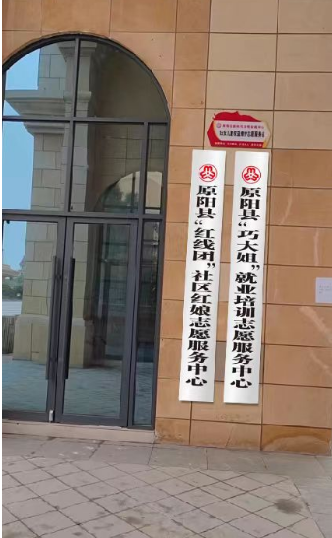 原阳县“红线团”社区红娘志愿服务中心
原阳县“巧大姐”就业培训志愿服务中心